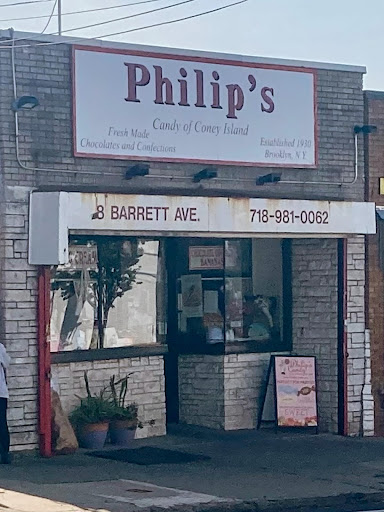 Philip's
Candy of Coney Island
Fresh Made
Chocolates and Confections
Established 1930
Brooklyn, N.Y.
8 BARRETT AVE.
718-981-0062